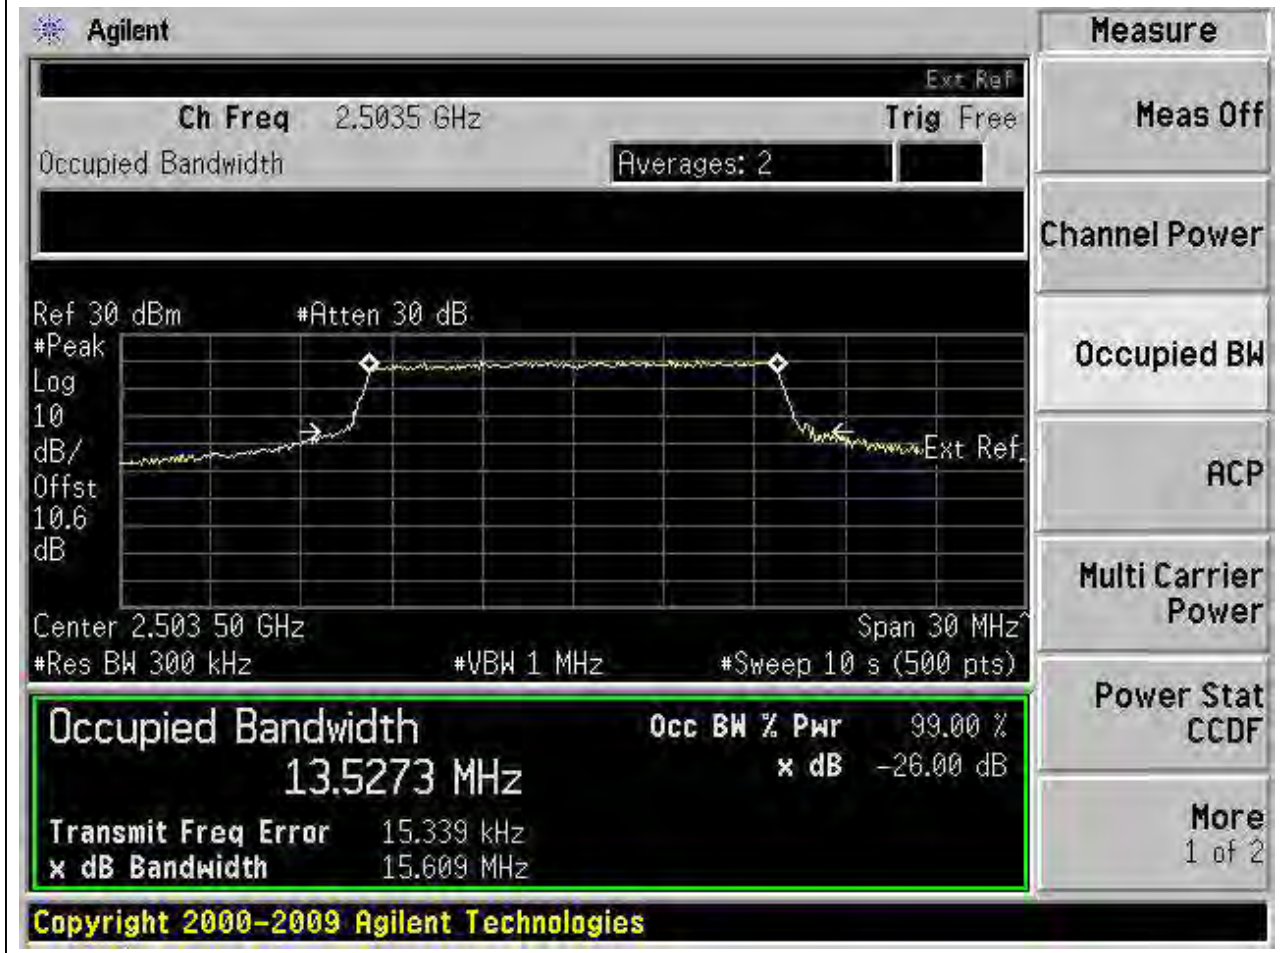 Agilent
Measure
Ext Ref
Ch Freq 2.5035 GHz Trig Free
Occupied Bandwidth Averages: 2
Meas Off
Channel Power
Occupied BW
ACP
Multi Carrier
Power
Power Stat
CCDF
More
1 of 2
Ref 30 dBm #Atten 30 dB
#Peak
Log
10
dB/
Offst
10.6
dB
Ext Ref
Center 2.503 50 GHz Span 30 MHz^
#Res BW 300 kHz #VBW 1 MHz #Sweep 10 s (500 pts)
Occupied Bandwidth Occ BW % Pwr 99.00 %
13.5273 MHz x dB -26.00 dB
Transmit Freq Error 15.339 kHz
x dB Bandwidth 15.609 MHz
Copyright 2000-2009 Agilent Technologies